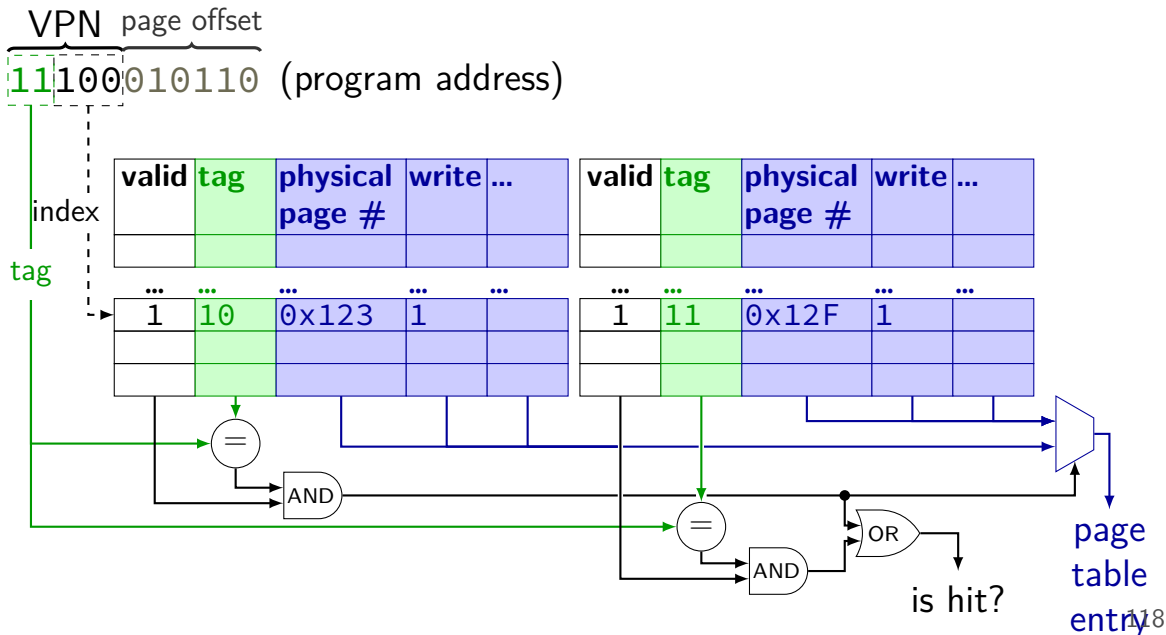 VPN page offset
11100010110 (program address)
valid tag physical page # write ... valid tag physical page # write ...
index
tag
... ... ... ... ... ... ... ... ... ...
1 10 0x123 1 1 11 0x12F 1
=
AND
=
OR
AND
is hit?
page
table
entry
118